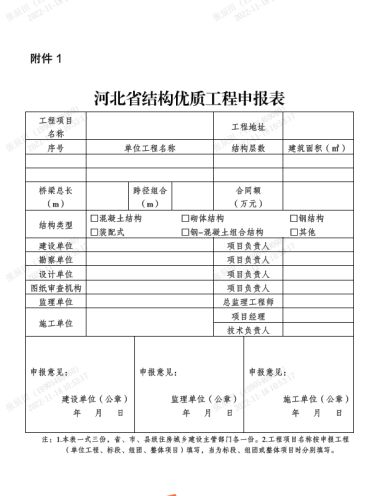 附件 1
河北省结构优质工程申报表
工程项目名称 工程地址
序号 单位工程名称 结构层数 建筑面积（㎡）
桥梁总长（m） 跨径组合（m） 合同额（万元）
结构类型 □混凝土结构 □砌体结构 □钢结构
□装配式 □钢-混凝土组合结构 □其他
建设单位 项目负责人
勘察单位 项目负责人
设计单位 项目负责人
图纸审查机构 项目负责人
监理单位 总监理工程师
施工单位 项目经理
技术负责人
申报意见： 申报意见： 申报意见：
建设单位（公章） 监理单位（公章） 施工单位（公章）
年 月 日 年 月 日 年 月 日
注：1.本表一式三份，省、市、县级住房城乡建设主管部门各一份。2.工程项目名称按申报工程
（单位工程、标段、组团、整体项目）填写，当为标段、组团或整体项目时分别填写。